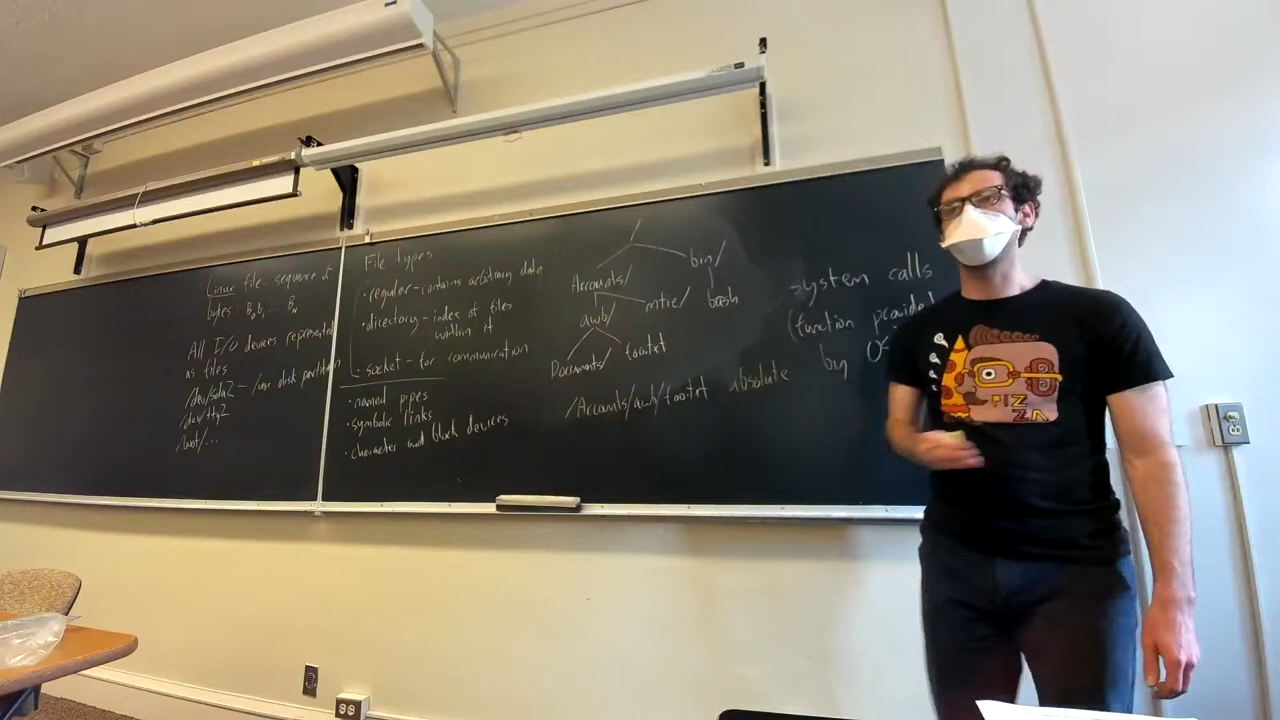 Linux file: sequence of
bytes: B₀ b, ... Bₙ
All I/O devices represented
as files
/dev/sda2 - /usr disk partition
/dev/tty2
/boot/...
File types
• regular - contains arbitrary data
• directory - index of files
within it
• socket - for communication
• named pipes
• symbolic links
• character and block devices
/
Accounts/
bin/
awb/
mtie/
bash
Documents/
foo.txt
/Accounts/awb/foo.txt absolute
system calls
(function provided
by
PIZ
ZA